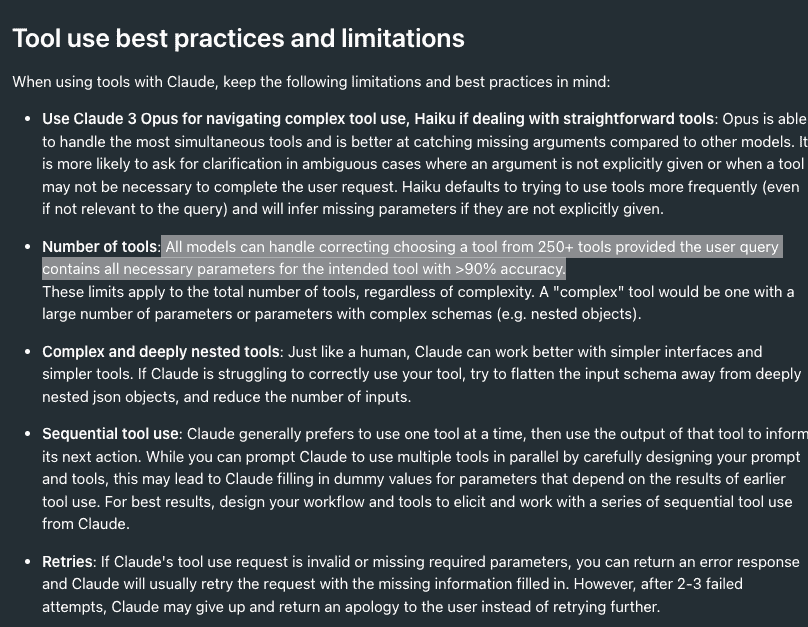 Tool use best practices and limitations
When using tools with Claude, keep the following limitations and best practices in mind:
• Use Claude 3 Opus for navigating complex tool use, Haiku if dealing with straightforward tools: Opus is able
to handle the most simultaneous tools and is better at catching missing arguments compared to other models. It
is more likely to ask for clarification in ambiguous cases where an argument is not explicitly given or when a tool
may not be necessary to complete the user request. Haiku defaults to trying to use tools more frequently (even
if not relevant to the query) and will infer missing parameters if they are not explicitly given.
• Number of tools: All models can handle correcting choosing a tool from 250+ tools provided the user query
contains all necessary parameters for the intended tool with >90% accuracy.
These limits apply to the total number of tools, regardless of complexity. A "complex" tool would be one with a
large number of parameters or parameters with complex schemas (e.g. nested objects).
• Complex and deeply nested tools: Just like a human, Claude can work better with simpler interfaces and
simpler tools. If Claude is struggling to correctly use your tool, try to flatten the input schema away from deeply
nested json objects, and reduce the number of inputs.
• Sequential tool use: Claude generally prefers to use one tool at a time, then use the output of that tool to inform
its next action. While you can prompt Claude to use multiple tools in parallel by carefully designing your prompt
and tools, this may lead to Claude filling in dummy values for parameters that depend on the results of earlier
tool use. For best results, design your workflow and tools to elicit and work with a series of sequential tool use
from Claude.
• Retries: If Claude's tool use request is invalid or missing required parameters, you can return an error response
and Claude will usually retry the request with the missing information filled in. However, after 2-3 failed
attempts, Claude may give up and return an apology to the user instead of retrying further.